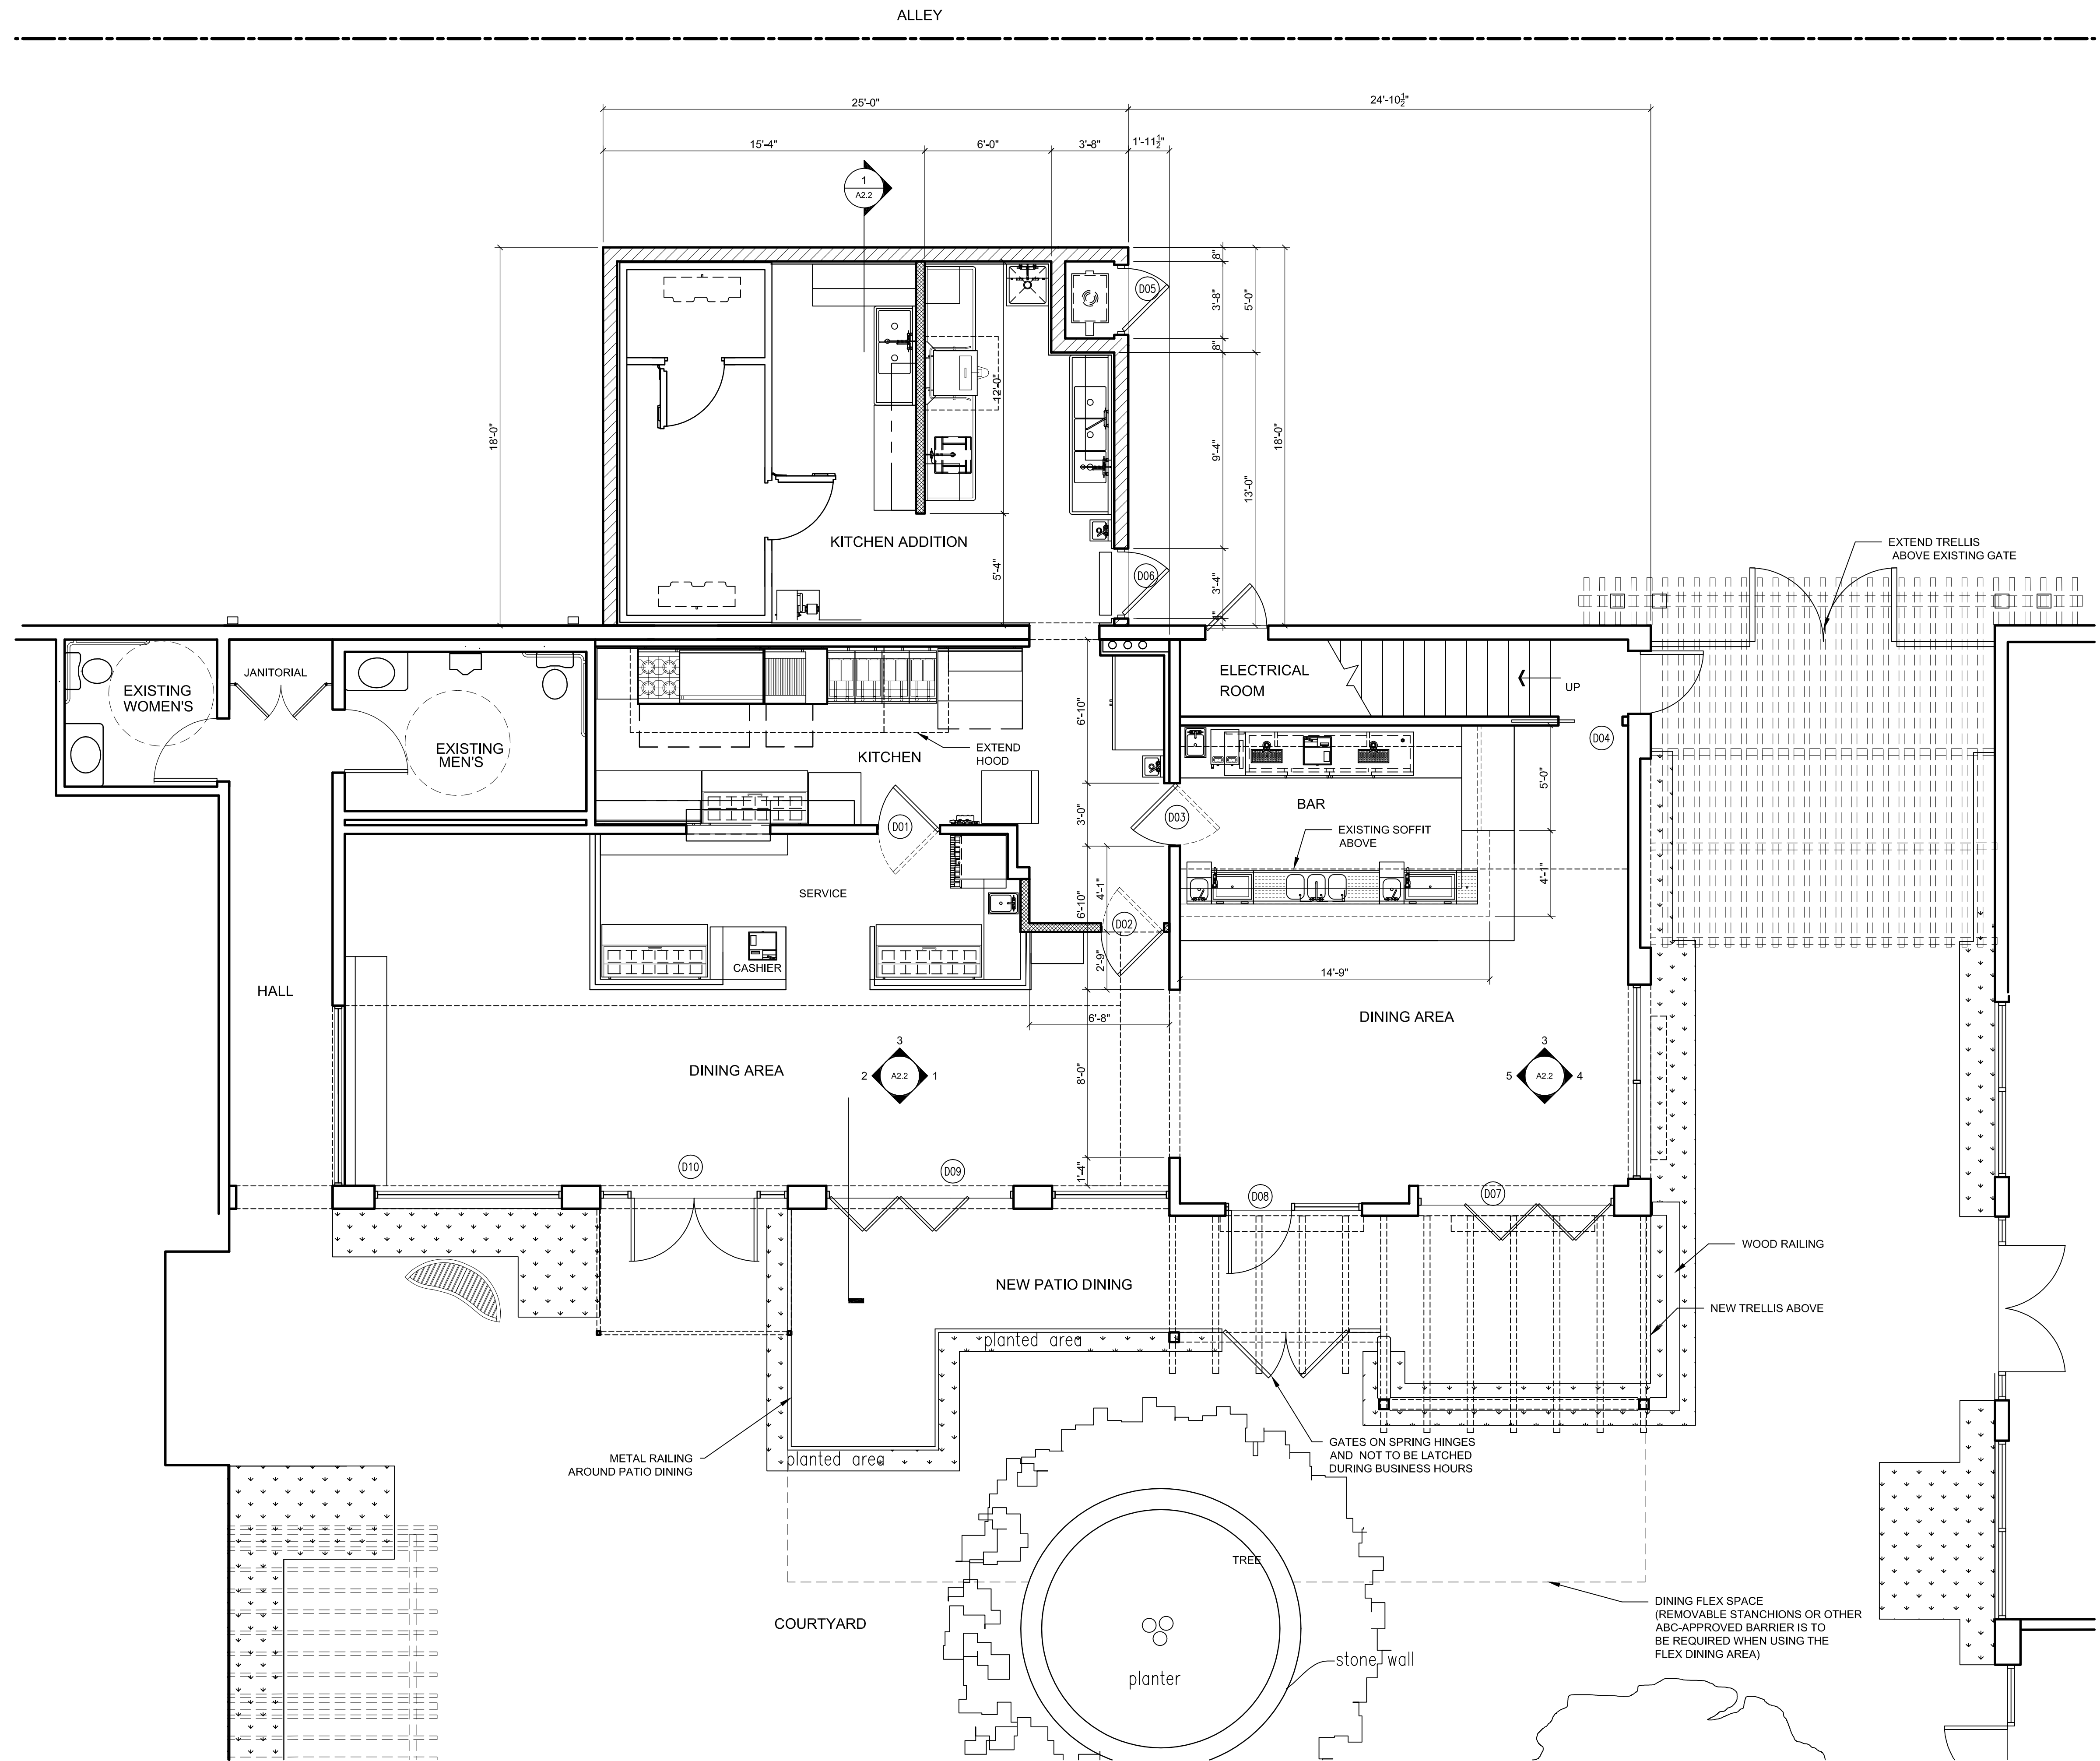 ALLEY
25'-0"
24'-10½"
15'-4"
6'-0"
3'-8"
1'-11½"
1
A2.2
8"
D05
3'-8"
5'-0"
8"
12'-0"
18'-0"
9'-4"
18'-0"
13'-0"
KITCHEN ADDITION
EXTEND TRELLIS
ABOVE EXISTING GATE
5'-4"
D06
3'-4"
4"
JANITORIAL
ELECTRICAL
ROOM
UP
EXISTING
WOMEN'S
6'-10"
EXISTING
MEN'S
KITCHEN
EXTEND
HOOD
D04
5'-0"
BAR
3'-0"
D03
D01
EXISTING SOFFIT
ABOVE
4'-1"
SERVICE
4'-1"
6'-10"
D02
CASHIER
2'-9"
14'-9"
HALL
6'-8"
DINING AREA
3
3
DINING AREA
2
A2.2
1
8'-0"
5
A2.2
4
D10
D09
1'-4"
D08
D07
WOOD RAILING
NEW PATIO DINING
NEW TRELLIS ABOVE
planted area
METAL RAILING
AROUND PATIO DINING
planted area
GATES ON SPRING HINGES
AND NOT TO BE LATCHED
DURING BUSINESS HOURS
TREE
COURTYARD
DINING FLEX SPACE
(REMOVABLE STANCHIONS OR OTHER
ABC-APPROVED BARRIER IS TO
BE REQUIRED WHEN USING THE
FLEX DINING AREA)
stone wall
planter